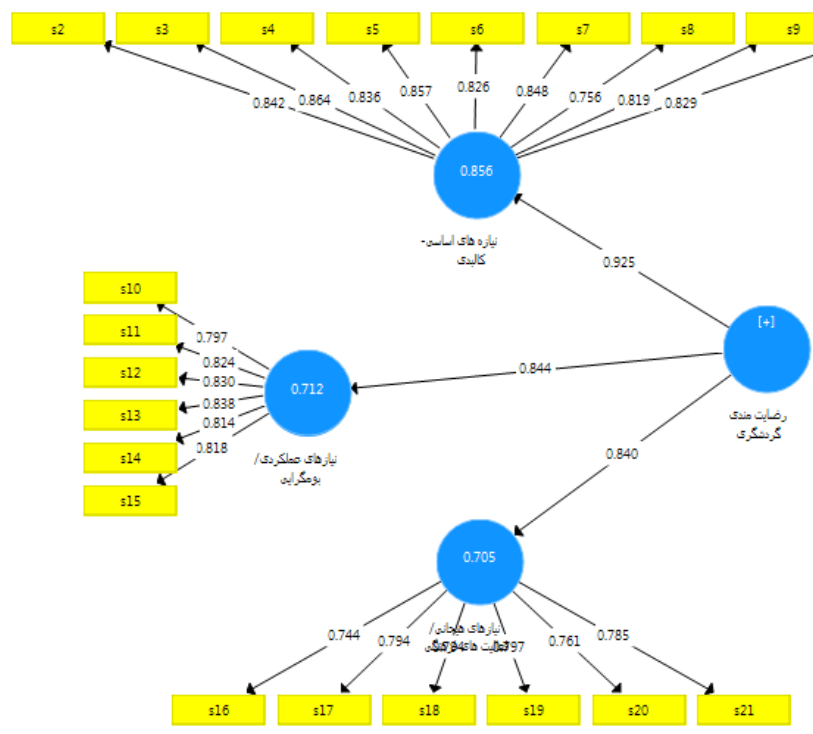 s2 s3 s4 s5 s6 s7 s8 s9
0.842 0.864 0.836 0.857 0.826 0.848 0.756 0.819 0.829
0.856
نیازه های اساسی-
کالبدی
0.925
s10
s11
s12
s13
s14
s15
0.797
0.824
0.830
0.838
0.814
0.818
0.712
نیازهای عملکردی/
بومگرایی
0.844
[+]
رضایت مندی
گردشگری
0.840
0.705
نیازهای هیجانی/
های
0.744 0.794 0.797 0.761 0.785
s16 s17 s18 s19 s20 s21